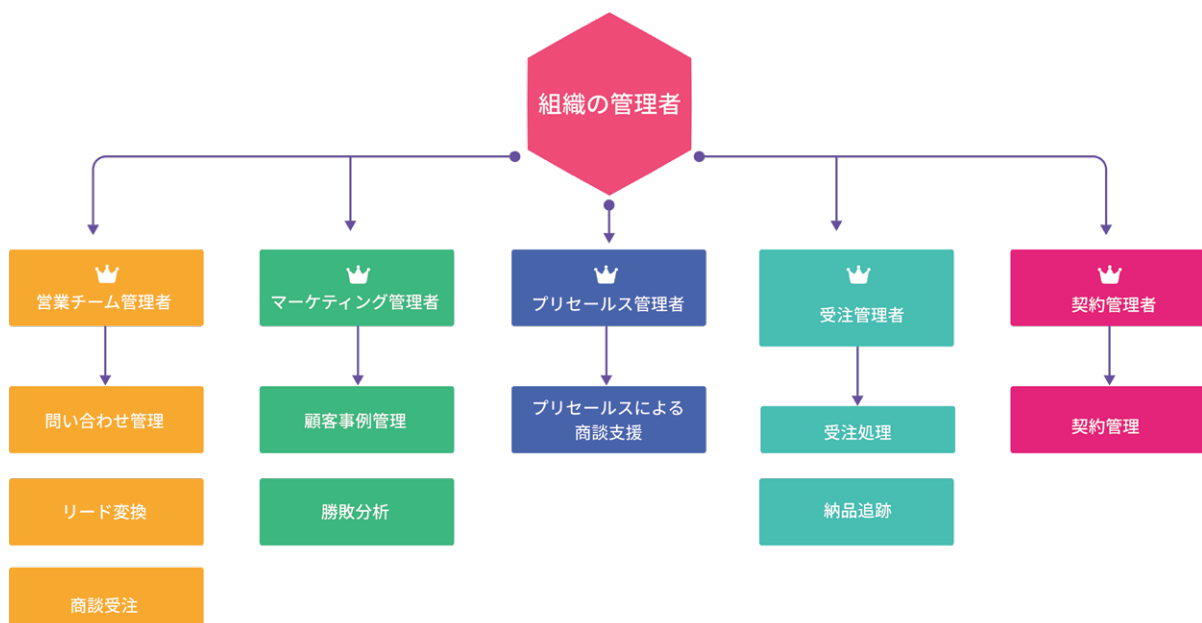 組織の管理者
営業チーム管理者
マーケティング管理者
プリセールス管理者
受注管理者
契約管理者
問い合わせ管理
顧客事例管理
プリセールスによる
商談支援
受注処理
契約管理
リード変換
勝敗分析
納品追跡
商談受注